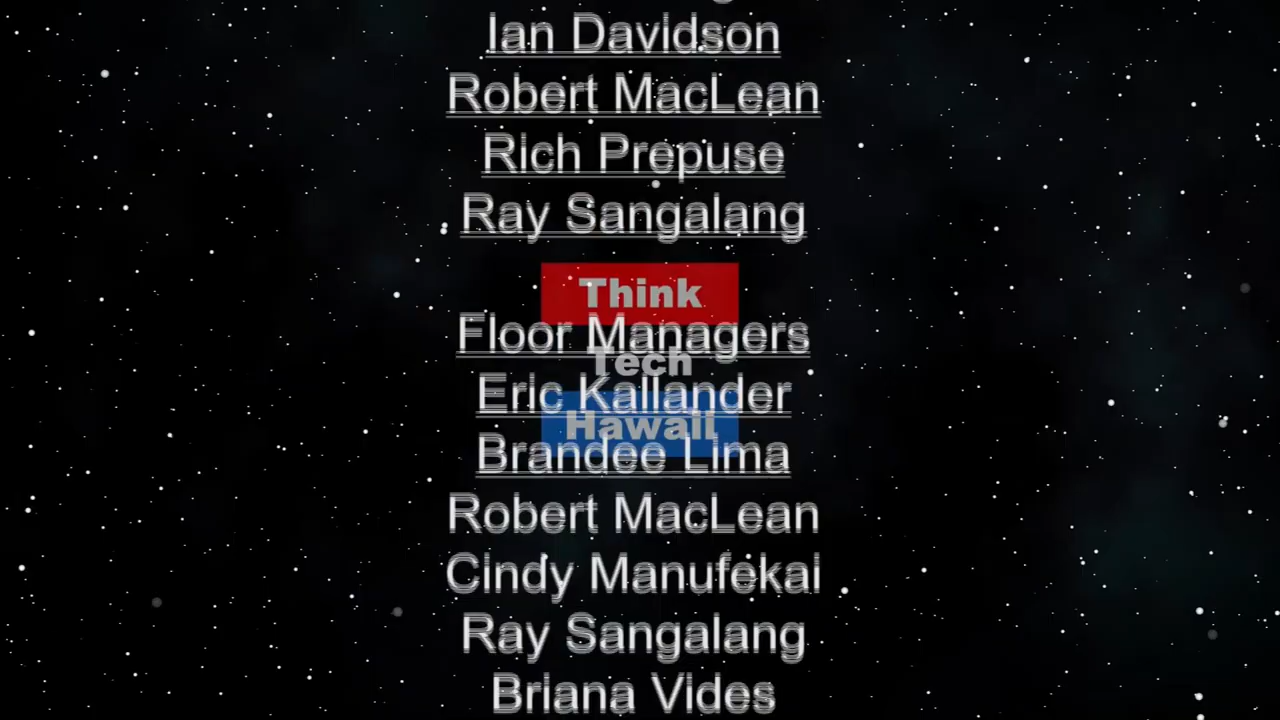 Ian Davidson
Robert MacLean
Rich Prepuse
Ray Sangalang
Think
Floor Managers
Tech
Eric Kallander
Hawaii
Brandee Lima
Robert MacLean
Cindy Manufekai
Ray Sangalang
Briana Vides